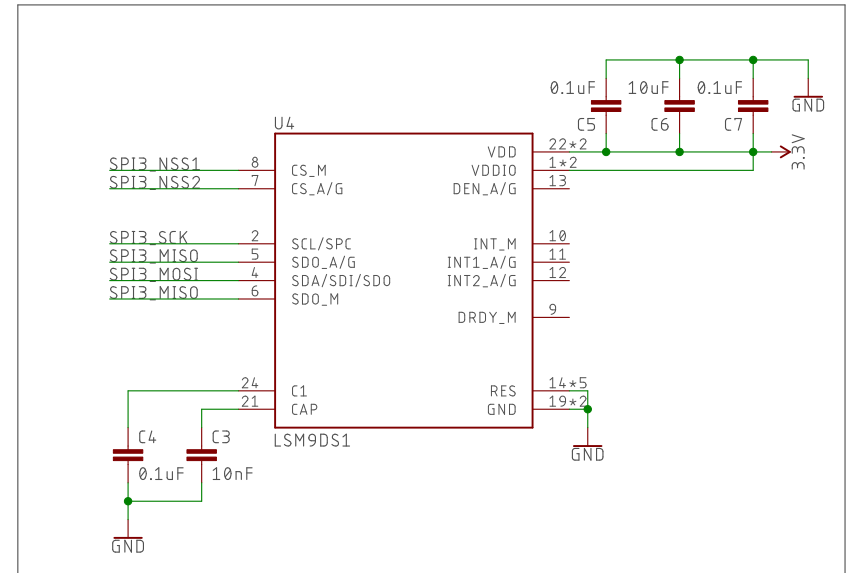 0.1uF 10uF 0.1uF
GND
C5 C6 C7
U4
3.3V
VDD 22*2
SPI3_NSS1 8 CS_M VDDIO 1*2
SPI3_NSS2 7 CS_A/G DEN_A/G 13
SPI3_SCK 2 SCL/SPC INT_M 10
SPI3_MISO 5 SDO_A/G INT1_A/G 11
SPI3_MOSI 4 SDA/SDI/SDO INT2_A/G 12
SPI3_MISO 6 SDO_M
DRDY_M 9
24 C1 RES 14*5
21 CAP GND 19*2
C4 C3 LSM9DS1
GND
0.1uF 10nF
GND